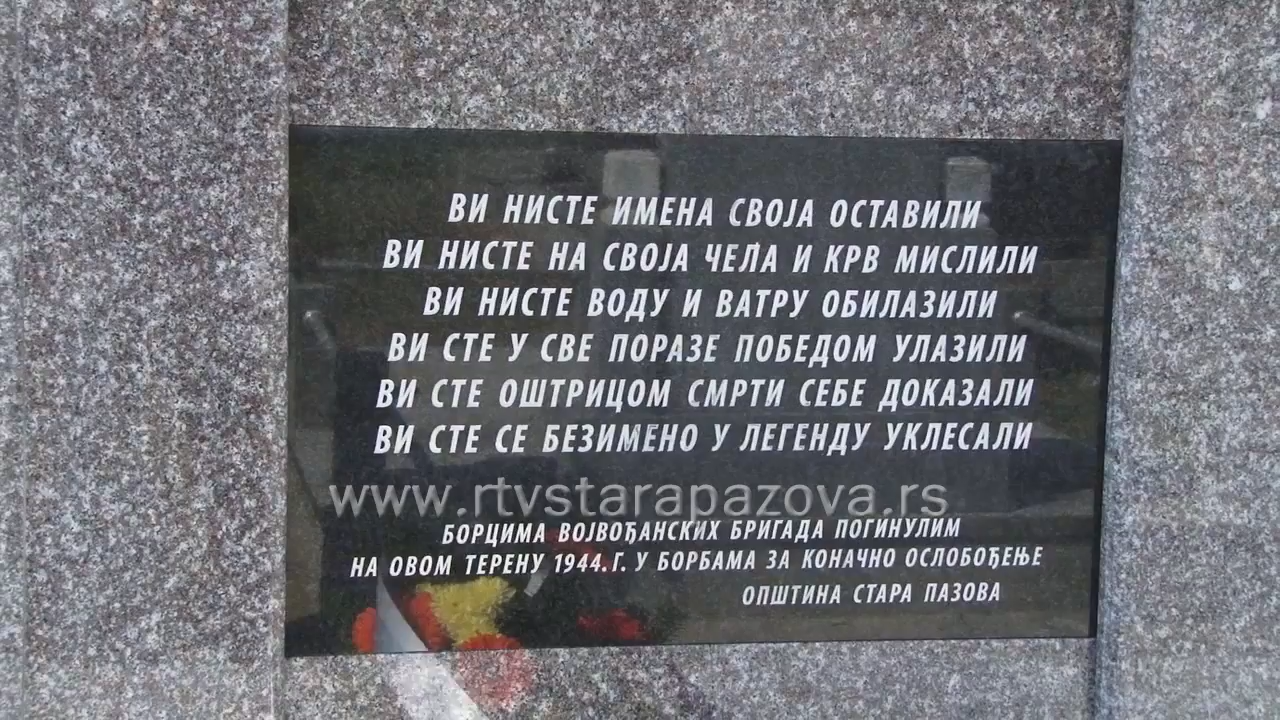 ВИ НИСТЕ ИМЕНА СВОЈА ОСТАВИЛИ
ВИ НИСТЕ НА СВОЈА ЧЕЛА И КРВ МИСЛИЛИ
ВИ НИСТЕ ВОДУ И ВАТРУ ОБИЛАЗИЛИ
ВИ СТЕ У СВЕ ПОРАЗЕ ПОБЕДОМ УЛАЗИЛИ
ВИ СТЕ ОШТРИЦОМ СМРТИ СЕБЕ ДОКАЗАЛИ
ВИ СТЕ СЕ БЕЗИМЕНО У ЛЕГЕНДУ УКЛЕСАЛИ
www.rtvstarapazova.rs
БОРЦИМА ВОЈВОЂАНСКИХ БРИГАДА ПОГИНУЛИМ
НА ОВОМ ТЕРЕНУ 1944. Г. У БОРБАМА ЗА КОНАЧНО ОСЛОБОЂЕЊЕ
ОПШТИНА СТАРА ПАЗОВА